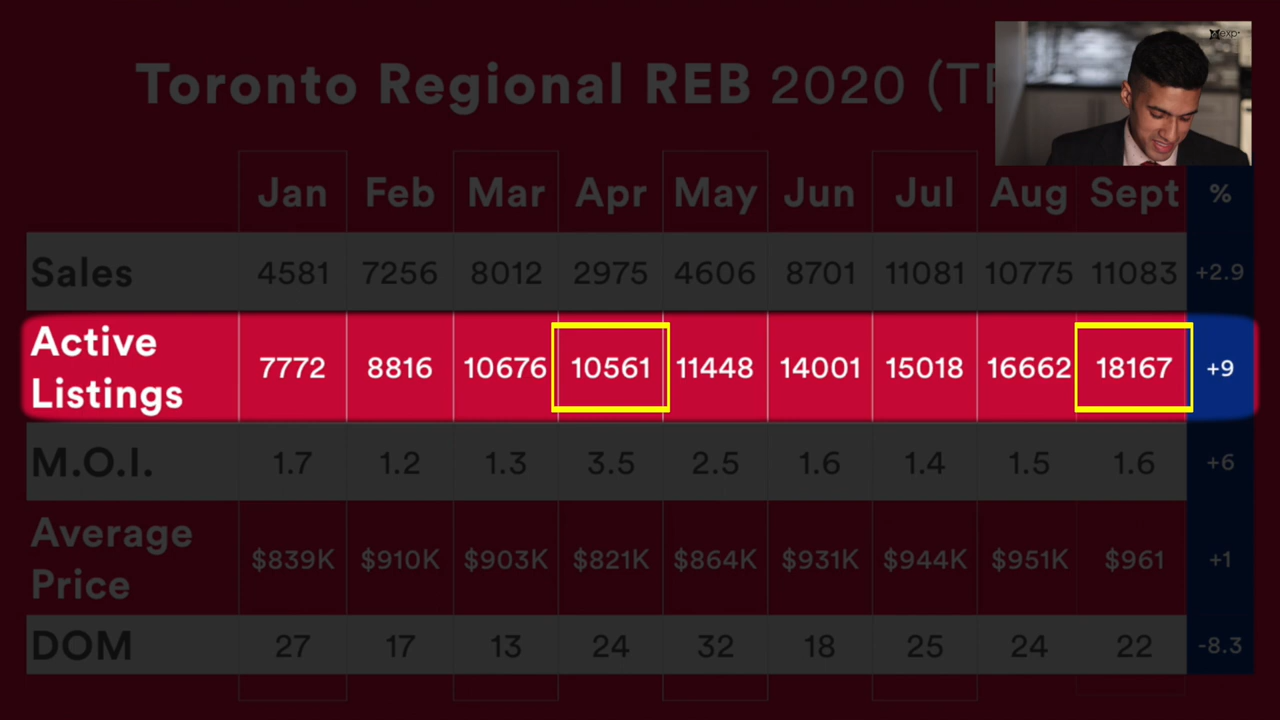 exp
Toronto Regional REB 2020 (T
Jan Feb Mar Apr May Jun Jul Aug Sept %
Sales 4581 7256 8012 2975 4606 8701 11081 10775 11083 +2.9
Active
Listings 7772 8816 10676 10561 11448 14001 15018 16662 18167 +9
M.O.I. 1.7 1.2 1.3 3.5 2.5 1.6 1.4 1.5 1.6 +6
Average
Price $839K $910K $903K $821K $864K $931K $944K $951K $961 +1
DOM 27 17 13 24 32 18 25 24 22 -8.3